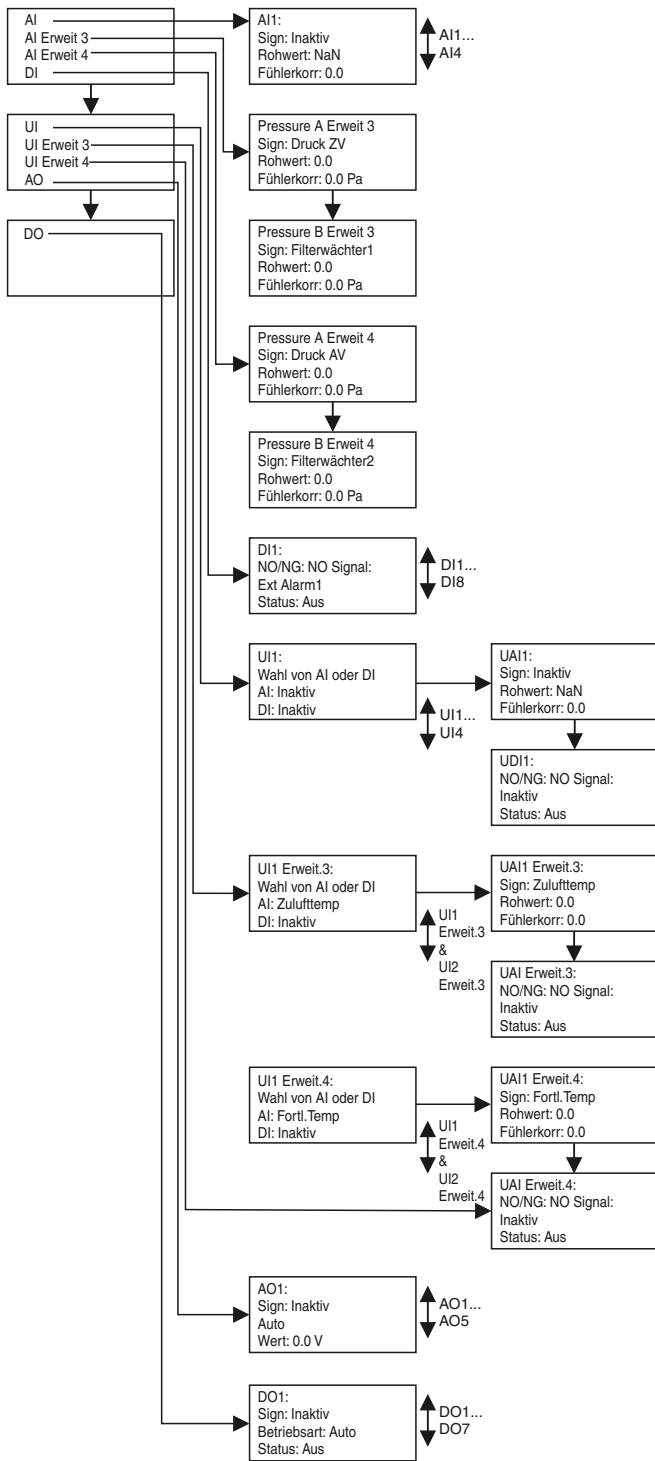 AI
AI Erweit 3
AI Erweit 4
DI
UI
UI Erweit 3
UI Erweit 4
AO
DO
AI1:
Sign: Inaktiv
Rohwert: NaN
Fühlerkorr: 0.0
AI1...
AI4
Pressure A Erweit 3
Sign: Druck ZV
Rohwert: 0.0
Fühlerkorr: 0.0 Pa
Pressure B Erweit 3
Sign: Filterwächter1
Rohwert: 0.0
Fühlerkorr: 0.0 Pa
Pressure A Erweit 4
Sign: Druck AV
Rohwert: 0.0
Fühlerkorr: 0.0 Pa
Pressure B Erweit 4
Sign: Filterwächter2
Rohwert: 0.0
Fühlerkorr: 0.0 Pa
DI1:
NO/NG: NO Signal:
Ext Alarm1
Status: Aus
DI1...
DI8
UI1:
Wahl von AI oder DI
AI: Inaktiv
DI: Inaktiv
UI1...
UI4
UAI1:
Sign: Inaktiv
Rohwert: NaN
Fühlerkorr: 0.0
UDI1:
NO/NG: NO Signal:
Inaktiv
Status: Aus
UI1 Erweit.3:
Wahl von AI oder DI
AI: Zulufttemp
DI: Inaktiv
UI1
Erweit.3
&
UI2
Erweit.3
UAI1 Erweit.3:
Sign: Zulufttemp
Rohwert: 0.0
Fühlerkorr: 0.0
UAI Erweit.3:
NO/NG: NO Signal:
Inaktiv
Status: Aus
UI1 Erweit.4:
Wahl von AI oder DI
AI: Fortl.Temp
DI: Inaktiv
UI1
Erweit.4
&
UI2
Erweit.4
UAI1 Erweit.4:
Sign: Fortl.Temp
Rohwert: 0.0
Fühlerkorr: 0.0
UAI Erweit.4:
NO/NG: NO Signal:
Inaktiv
Status: Aus
AO1:
Sign: Inaktiv
Auto
Wert: 0.0 V
AO1...
AO5
DO1:
Sign: Inaktiv
Betriebsart: Auto
Status: Aus
DO1...
DO7